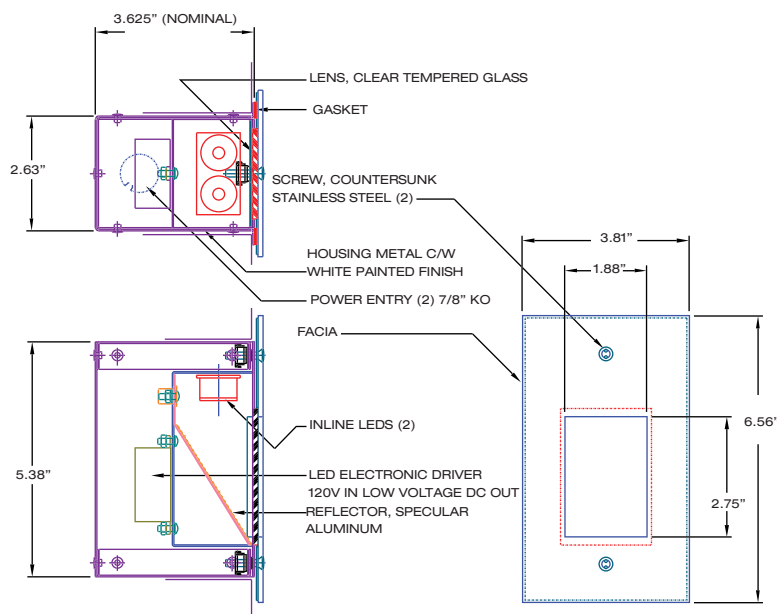 3.625” (NOMINAL)
LENS, CLEAR TEMPERED GLASS
GASKET
2.63”
SCREW, COUNTERSUNK
STAINLESS STEEL (2)
3.81”
1.88”
HOUSING METAL C/W
WHITE PAINTED FINISH
POWER ENTRY (2) 7/8” KO
FACIA
6.56”
INLINE LEDS (2)
5.38”
LED ELECTRONIC DRIVER
120V IN LOW VOLTAGE DC OUT
REFLECTOR, SPECULAR
ALUMINUM
2.75”